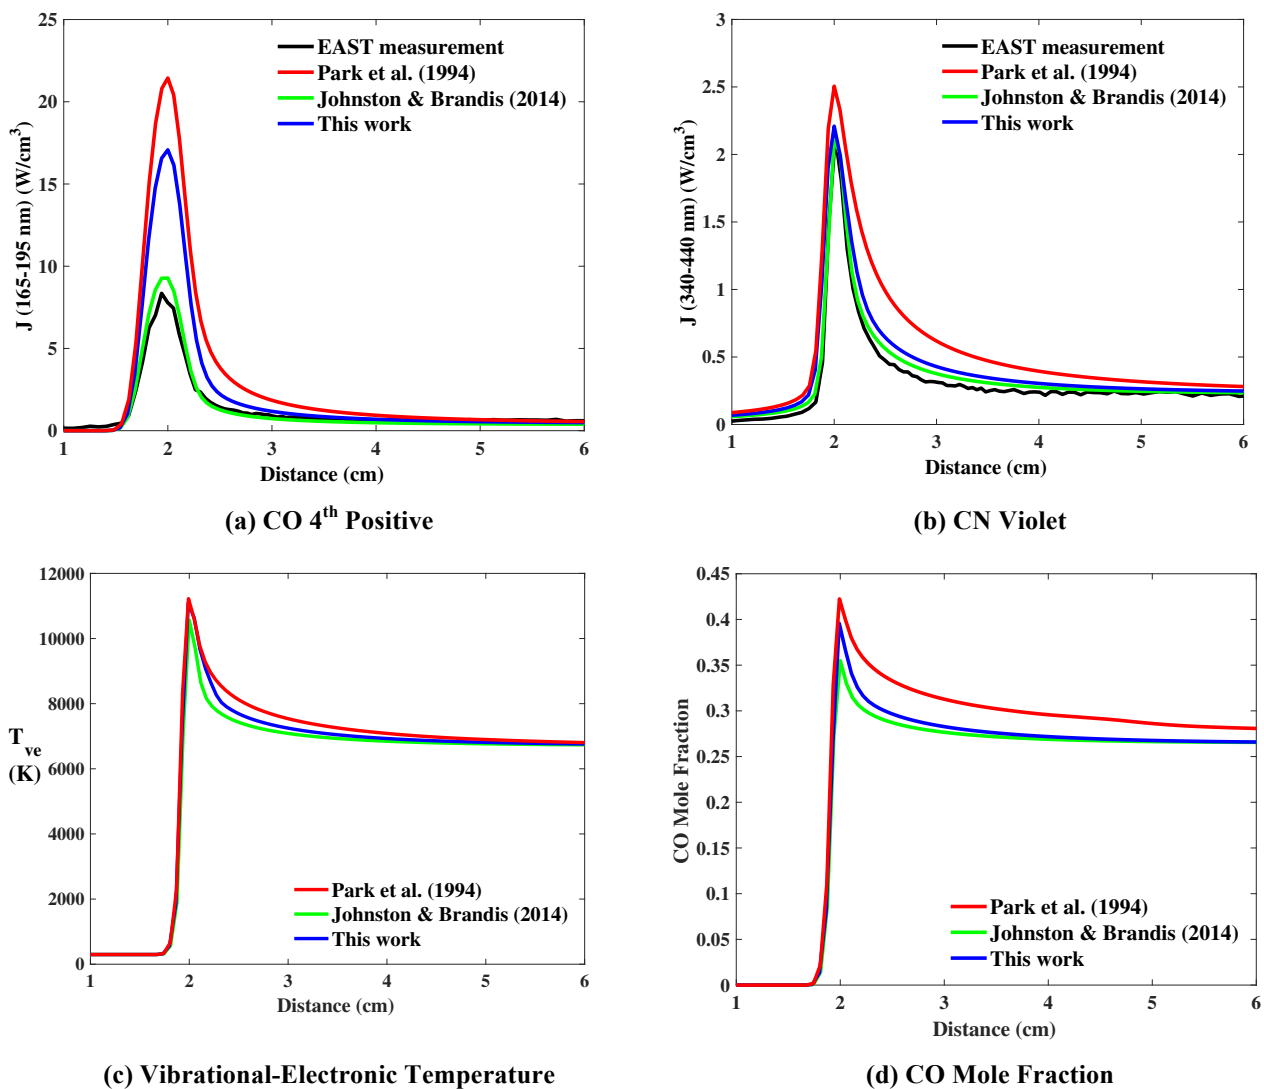 25
20
15
10
5
0
J (165-195 nm) (W/cm³)
EAST measurement
Park et al. (1994)
Johnston & Brandis (2014)
This work
1 2 3 4 5 6
Distance (cm)
(a) CO 4th Positive
3
2.5
2
1.5
1
0.5
0
J (340-440 nm) (W/cm³)
EAST measurement
Park et al. (1994)
Johnston & Brandis (2014)
This work
1 2 3 4 5 6
Distance (cm)
(b) CN Violet
12000
10000
8000
6000
4000
2000
0
Tve
(K)
Park et al. (1994)
Johnston & Brandis (2014)
This work
1 2 3 4 5 6
Distance (cm)
(c) Vibrational-Electronic Temperature
0.45
0.4
0.35
0.3
0.25
0.2
0.15
0.1
0.05
0
CO Mole Fraction
Park et al. (1994)
Johnston & Brandis (2014)
This work
1 2 3 4 5 6
Distance (cm)
(d) CO Mole Fraction